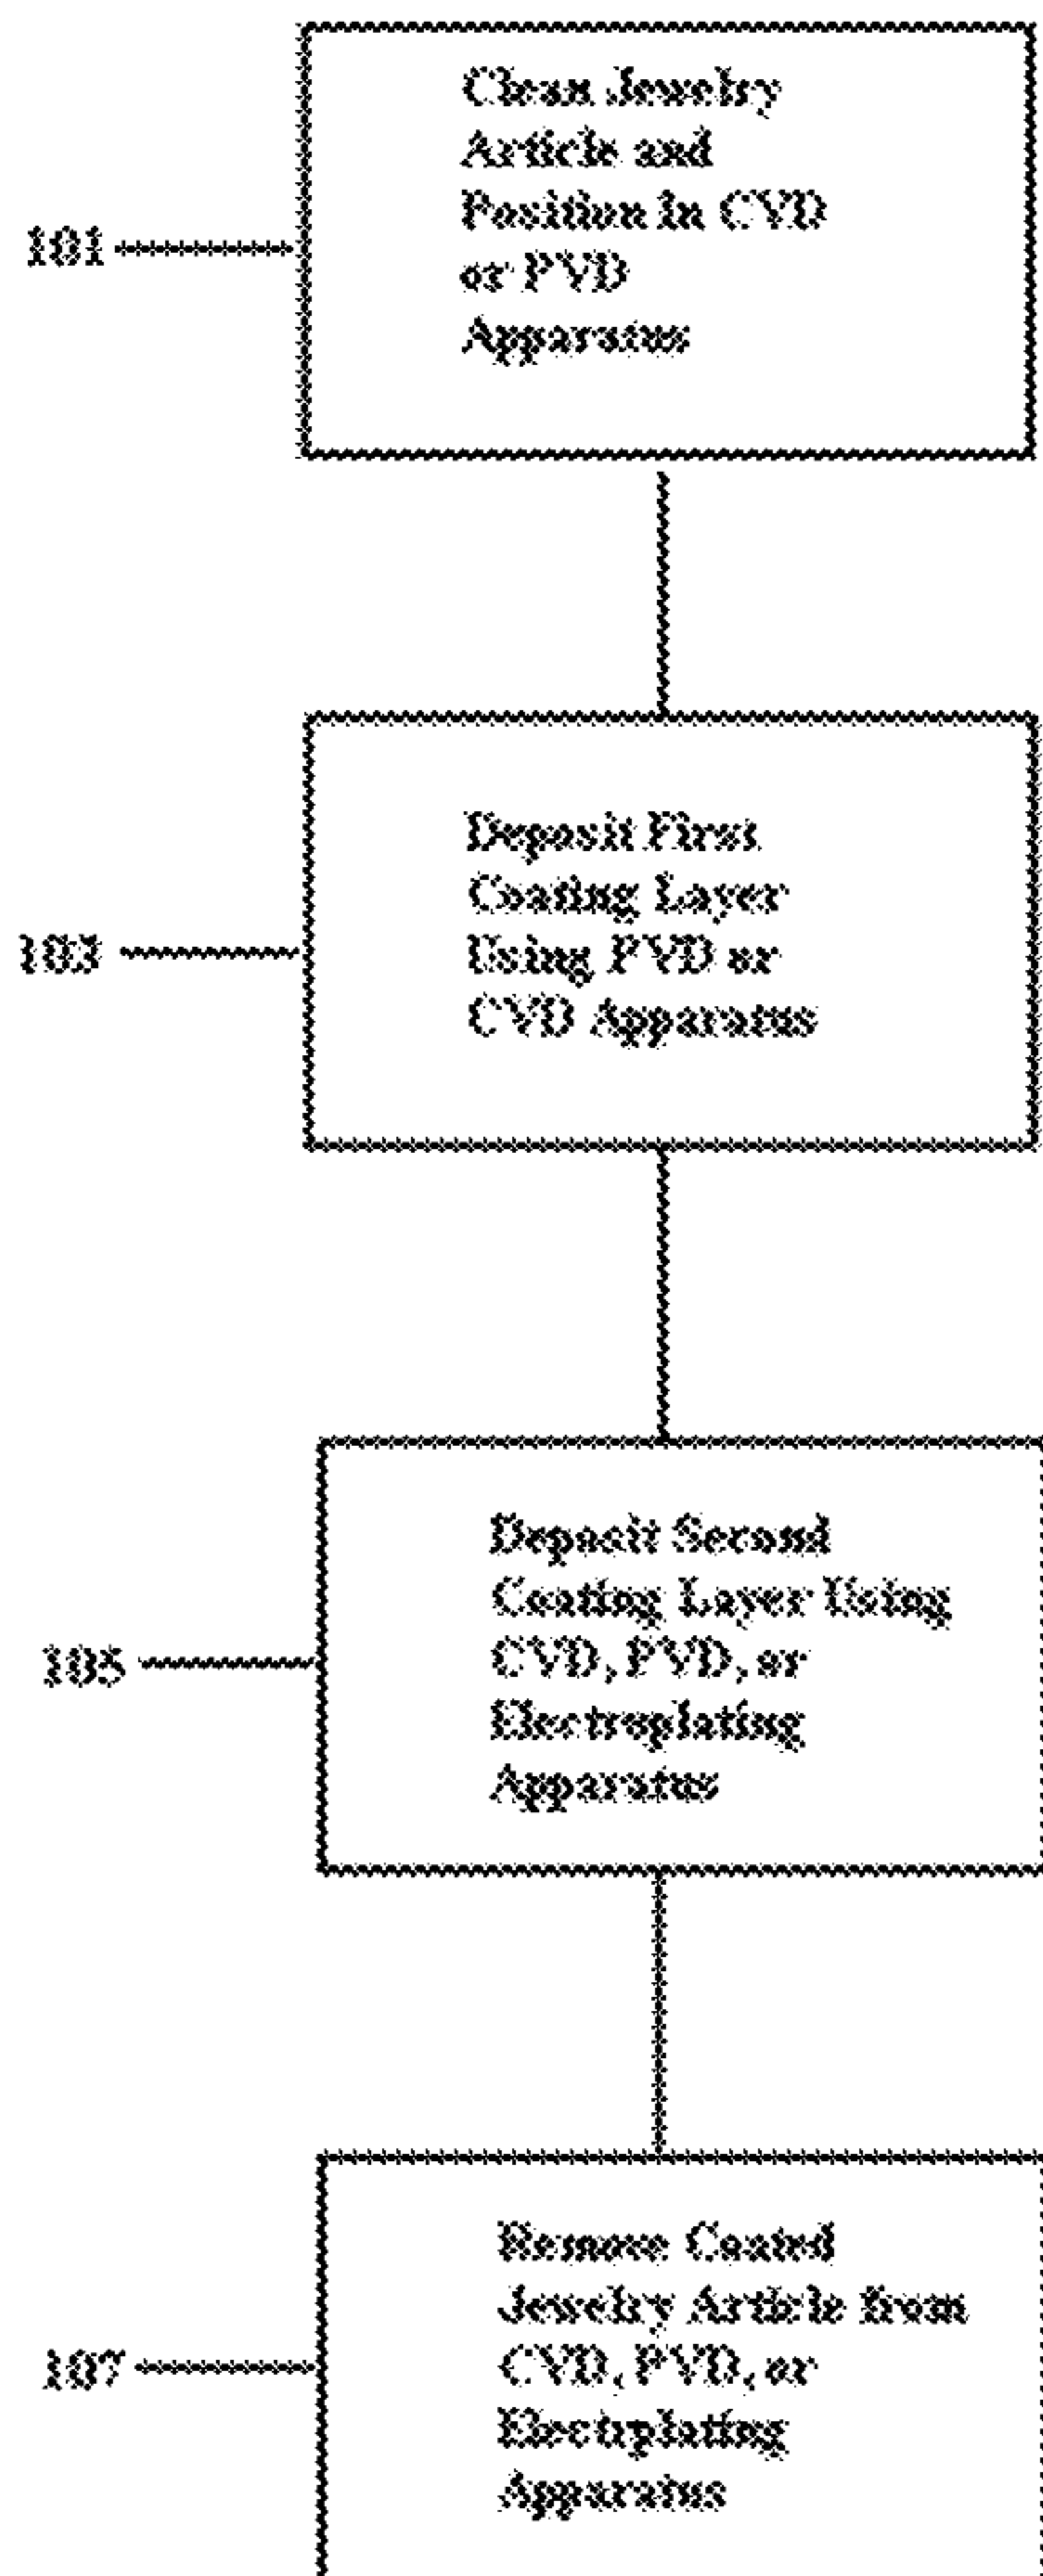 101
Clean Jewelry
Article and
Position in CVD
or PVD
Apparatus
103
Deposit First
Coating Layer
Using PVD or
CVD Apparatus
105
Deposit Second
Coating Layer Using
CVD, PVD, or
Electroplating
Apparatus
107
Remove Coated
Jewelry Article from
CVD, PVD, or
Electrplating
Apparatus